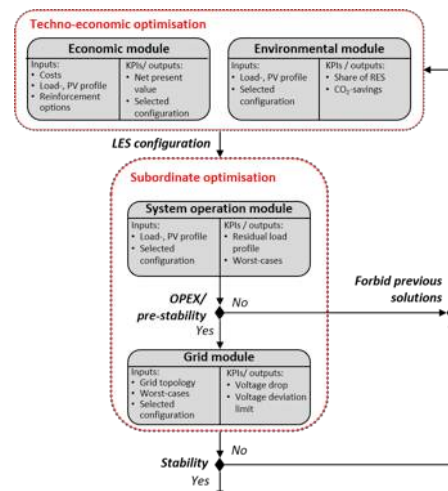 Techno-economic optimisation
Economic module
Inputs:
• Costs
• Load-, PV profile
• Reinforcement
options
KPIs/ outputs:
• Net present
value
• Selected
configuration
Environmental module
Inputs:
• Load-, PV profile
• Selected
configuration
KPIs/ outputs:
• Share of RES
• CO₂-savings
LES configuration
Subordinate optimisation
System operation module
Inputs:
• Load-, PV profile
• Selected
configuration
KPIs/ outputs:
• Residual load
profile
• Worst-cases
OPEX/
pre-stability
No
Yes
Forbid previous
solutions
Grid module
Inputs:
• Grid topology
• Worst-cases
• Selected
configuration
KPIs/ outputs:
• Voltage drop
• Voltage deviation
limit
Stability
No
Yes